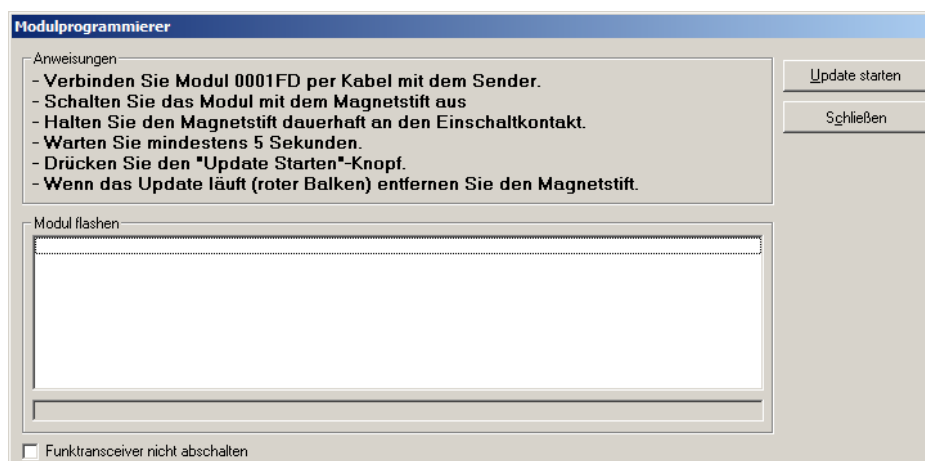 Modulprogrammierer
Anweisungen
- Verbinden Sie Modul 0001FD per Kabel mit dem Sender.
- Schalten Sie das Modul mit dem Magnetstift aus
- Halten Sie den Magnetstift dauerhaft an den Einschaltkontakt.
- Warten Sie mindestens 5 Sekunden.
- Drücken Sie den "Update Starten"-Knopf.
- Wenn das Update läuft (roter Balken) entfernen Sie den Magnetstift.
Update starten
Schließen
Modul flashen
Funktransceiver nicht abschalten